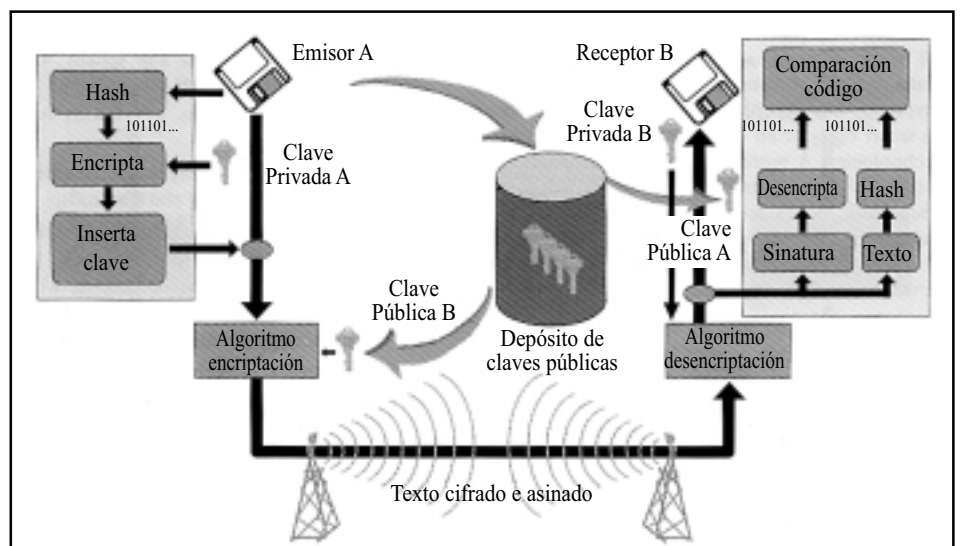 Emisor A
Hash
101101...
Encripta
Inserta
clave
Clave
Privada A
Algoritmo
encriptación
Clave
Pública B
Depósito de
claves públicas
Receptor B
Clave
Privada B
Clave
Pública A
Algoritmo
desencriptación
Comparación
código
101101...
101101...
Desencripta
Hash
Sinatura
Texto
Texto cifrado e asinado